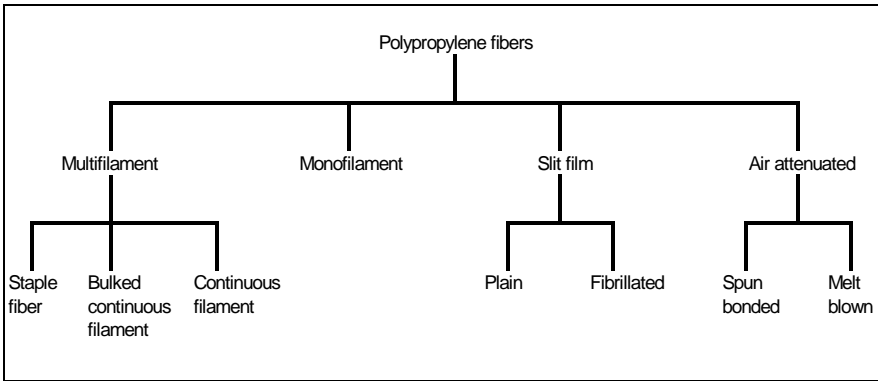 Polypropylene fibers
Multifilament
Monofilament
Slit film
Air attenuated
Staple
fiber
Bulked
continuous
filament
Continuous
filament
Plain
Fibrillated
Spun
bonded
Melt
blown